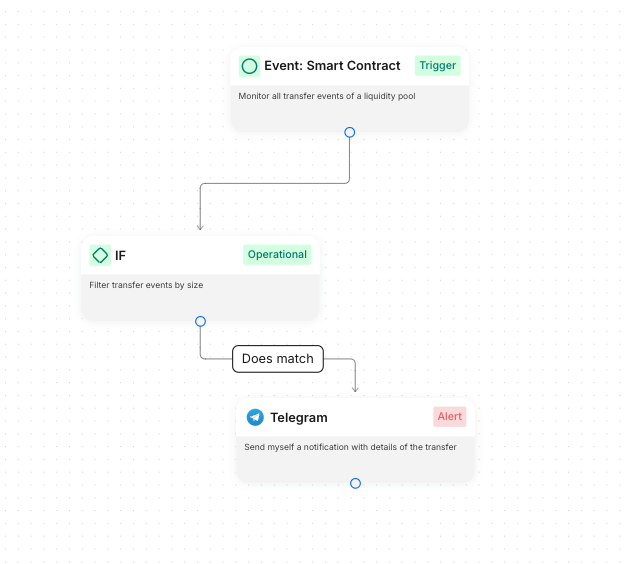 Event: Smart Contract
Trigger
Monitor all transfer events of a liquidity pool
IF
Operational
Filter transfer events by size
Does match
Telegram
Alert
Send myself a notification with details of the transfer